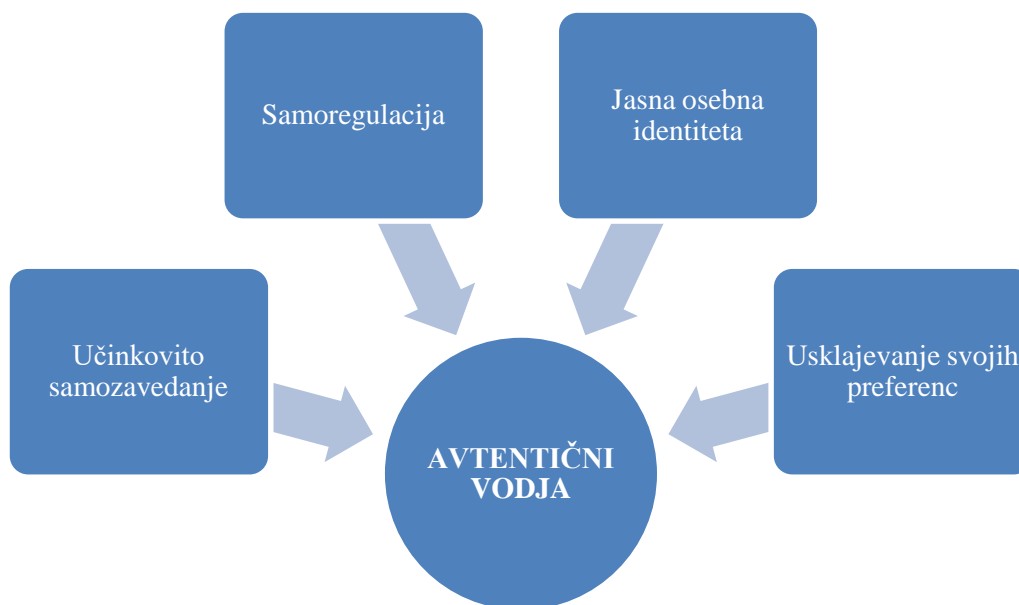 Samoregulacija
Jasna osebna
identiteta
Učinkovito
samozavedanje
Usklajevanje svojih
preferenc
AVTENTIČNI
VODJA